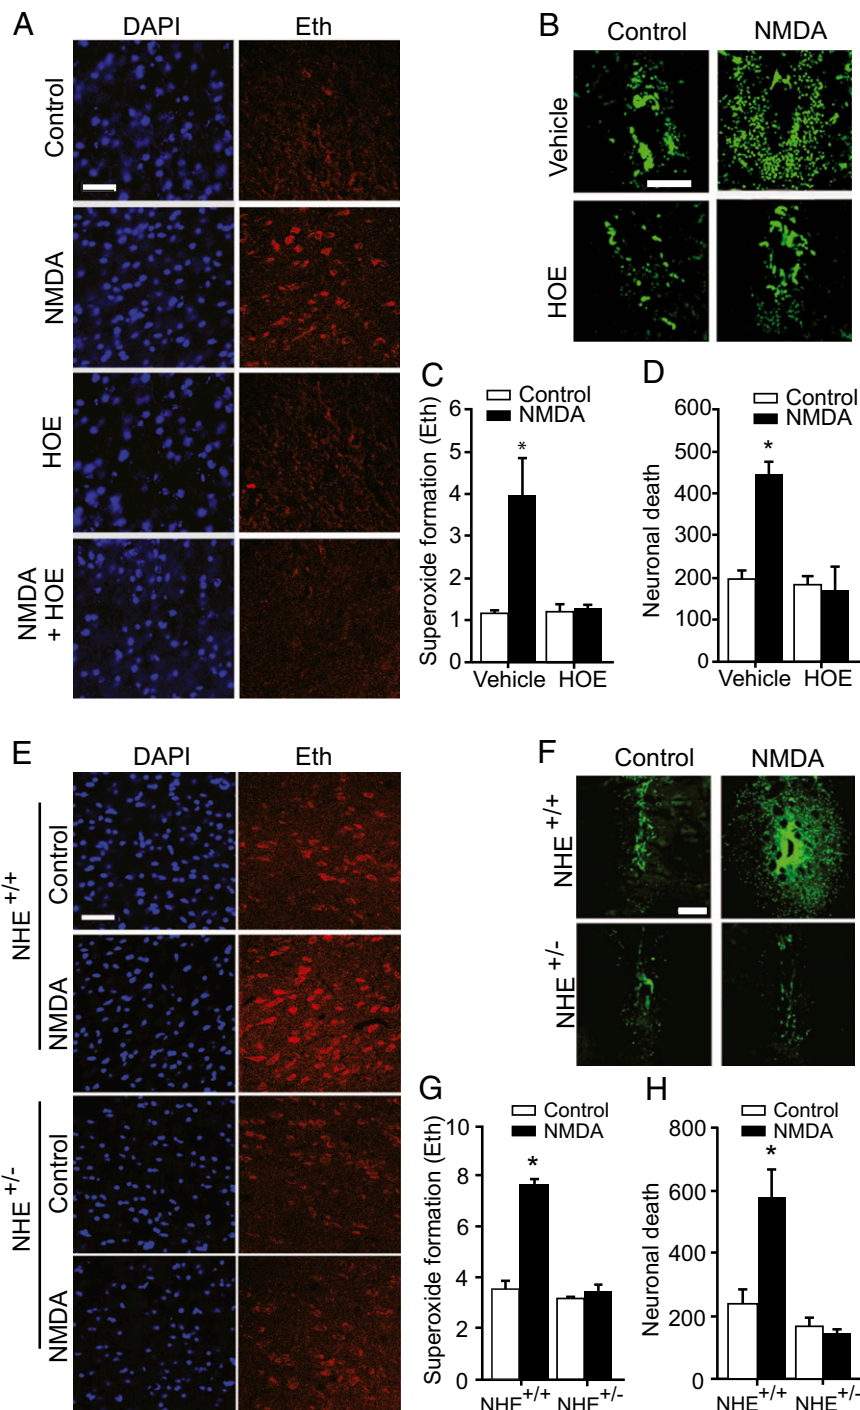 A
DAPI Eth
Control
NMDA
HOE
NMDA
+ HOE
B
Control NMDA
Vehicle
HOE
C
Control
NMDA
Superoxide formation (Eth)
6
5
4
3
2
1
0
*
Vehicle HOE
D
Control
NMDA
Neuronal death
600
500
400
300
200
100
0
*
Vehicle HOE
E
DAPI Eth
NHE +/+
Control
NMDA
NHE +/-
Control
NMDA
F
Control NMDA
NHE +/+
NHE +/-
G
Control
NMDA
Superoxide formation (Eth)
10
8
6
4
2
0
*
NHE +/+ NHE +/-
H
Control
NMDA
Neuronal death
800
600
400
200
0
*
NHE +/+ NHE +/-